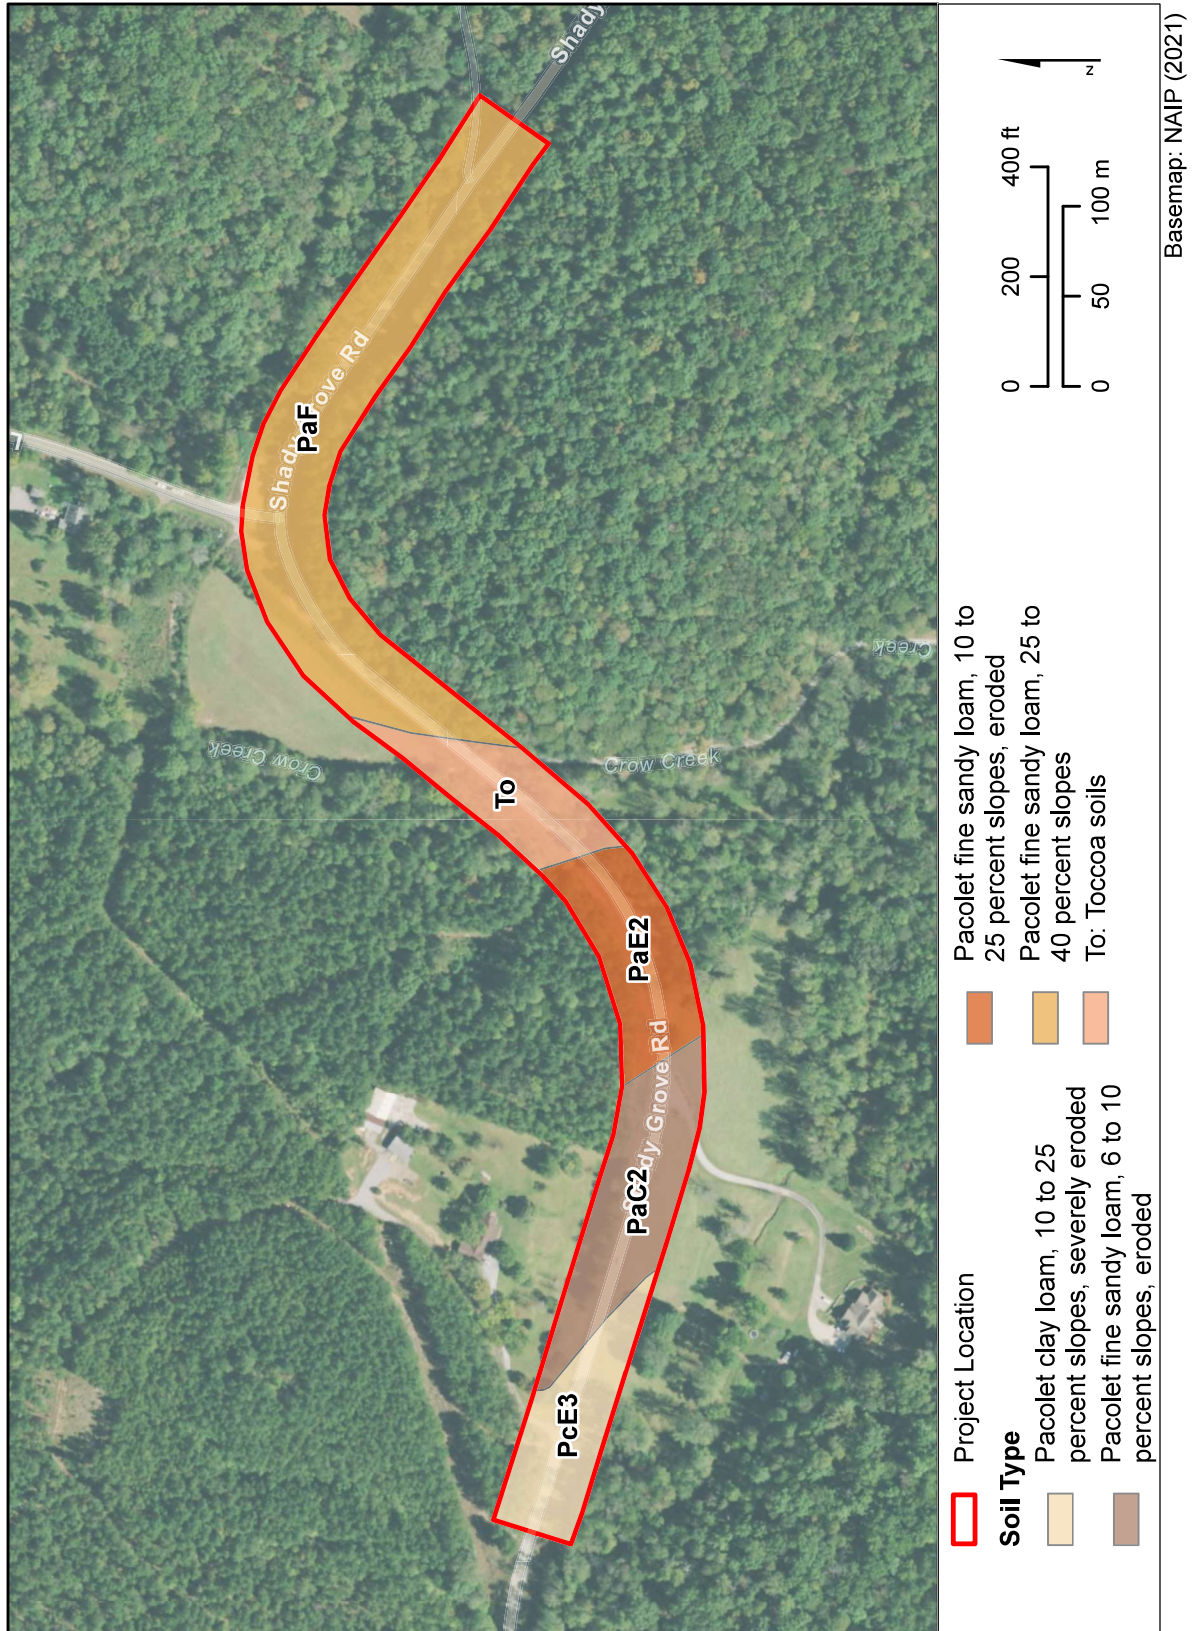 Shady
Shady Grove Rd
PaF
Crow Creek
Crow Creek
Creek
To
PaE2
dy Grove Rd
PaC2
PcE3
Project Location
Soil Type
Pacolet clay loam, 10 to 25
percent slopes, severely eroded
Pacolet fine sandy loam, 6 to 10
percent slopes, eroded
Pacolet fine sandy loam, 10 to
25 percent slopes, eroded
Pacolet fine sandy loam, 25 to
40 percent slopes
To: Toccoa soils
0 200 400 ft
0 50 100 m
N
Basemap: NAIP (2021)